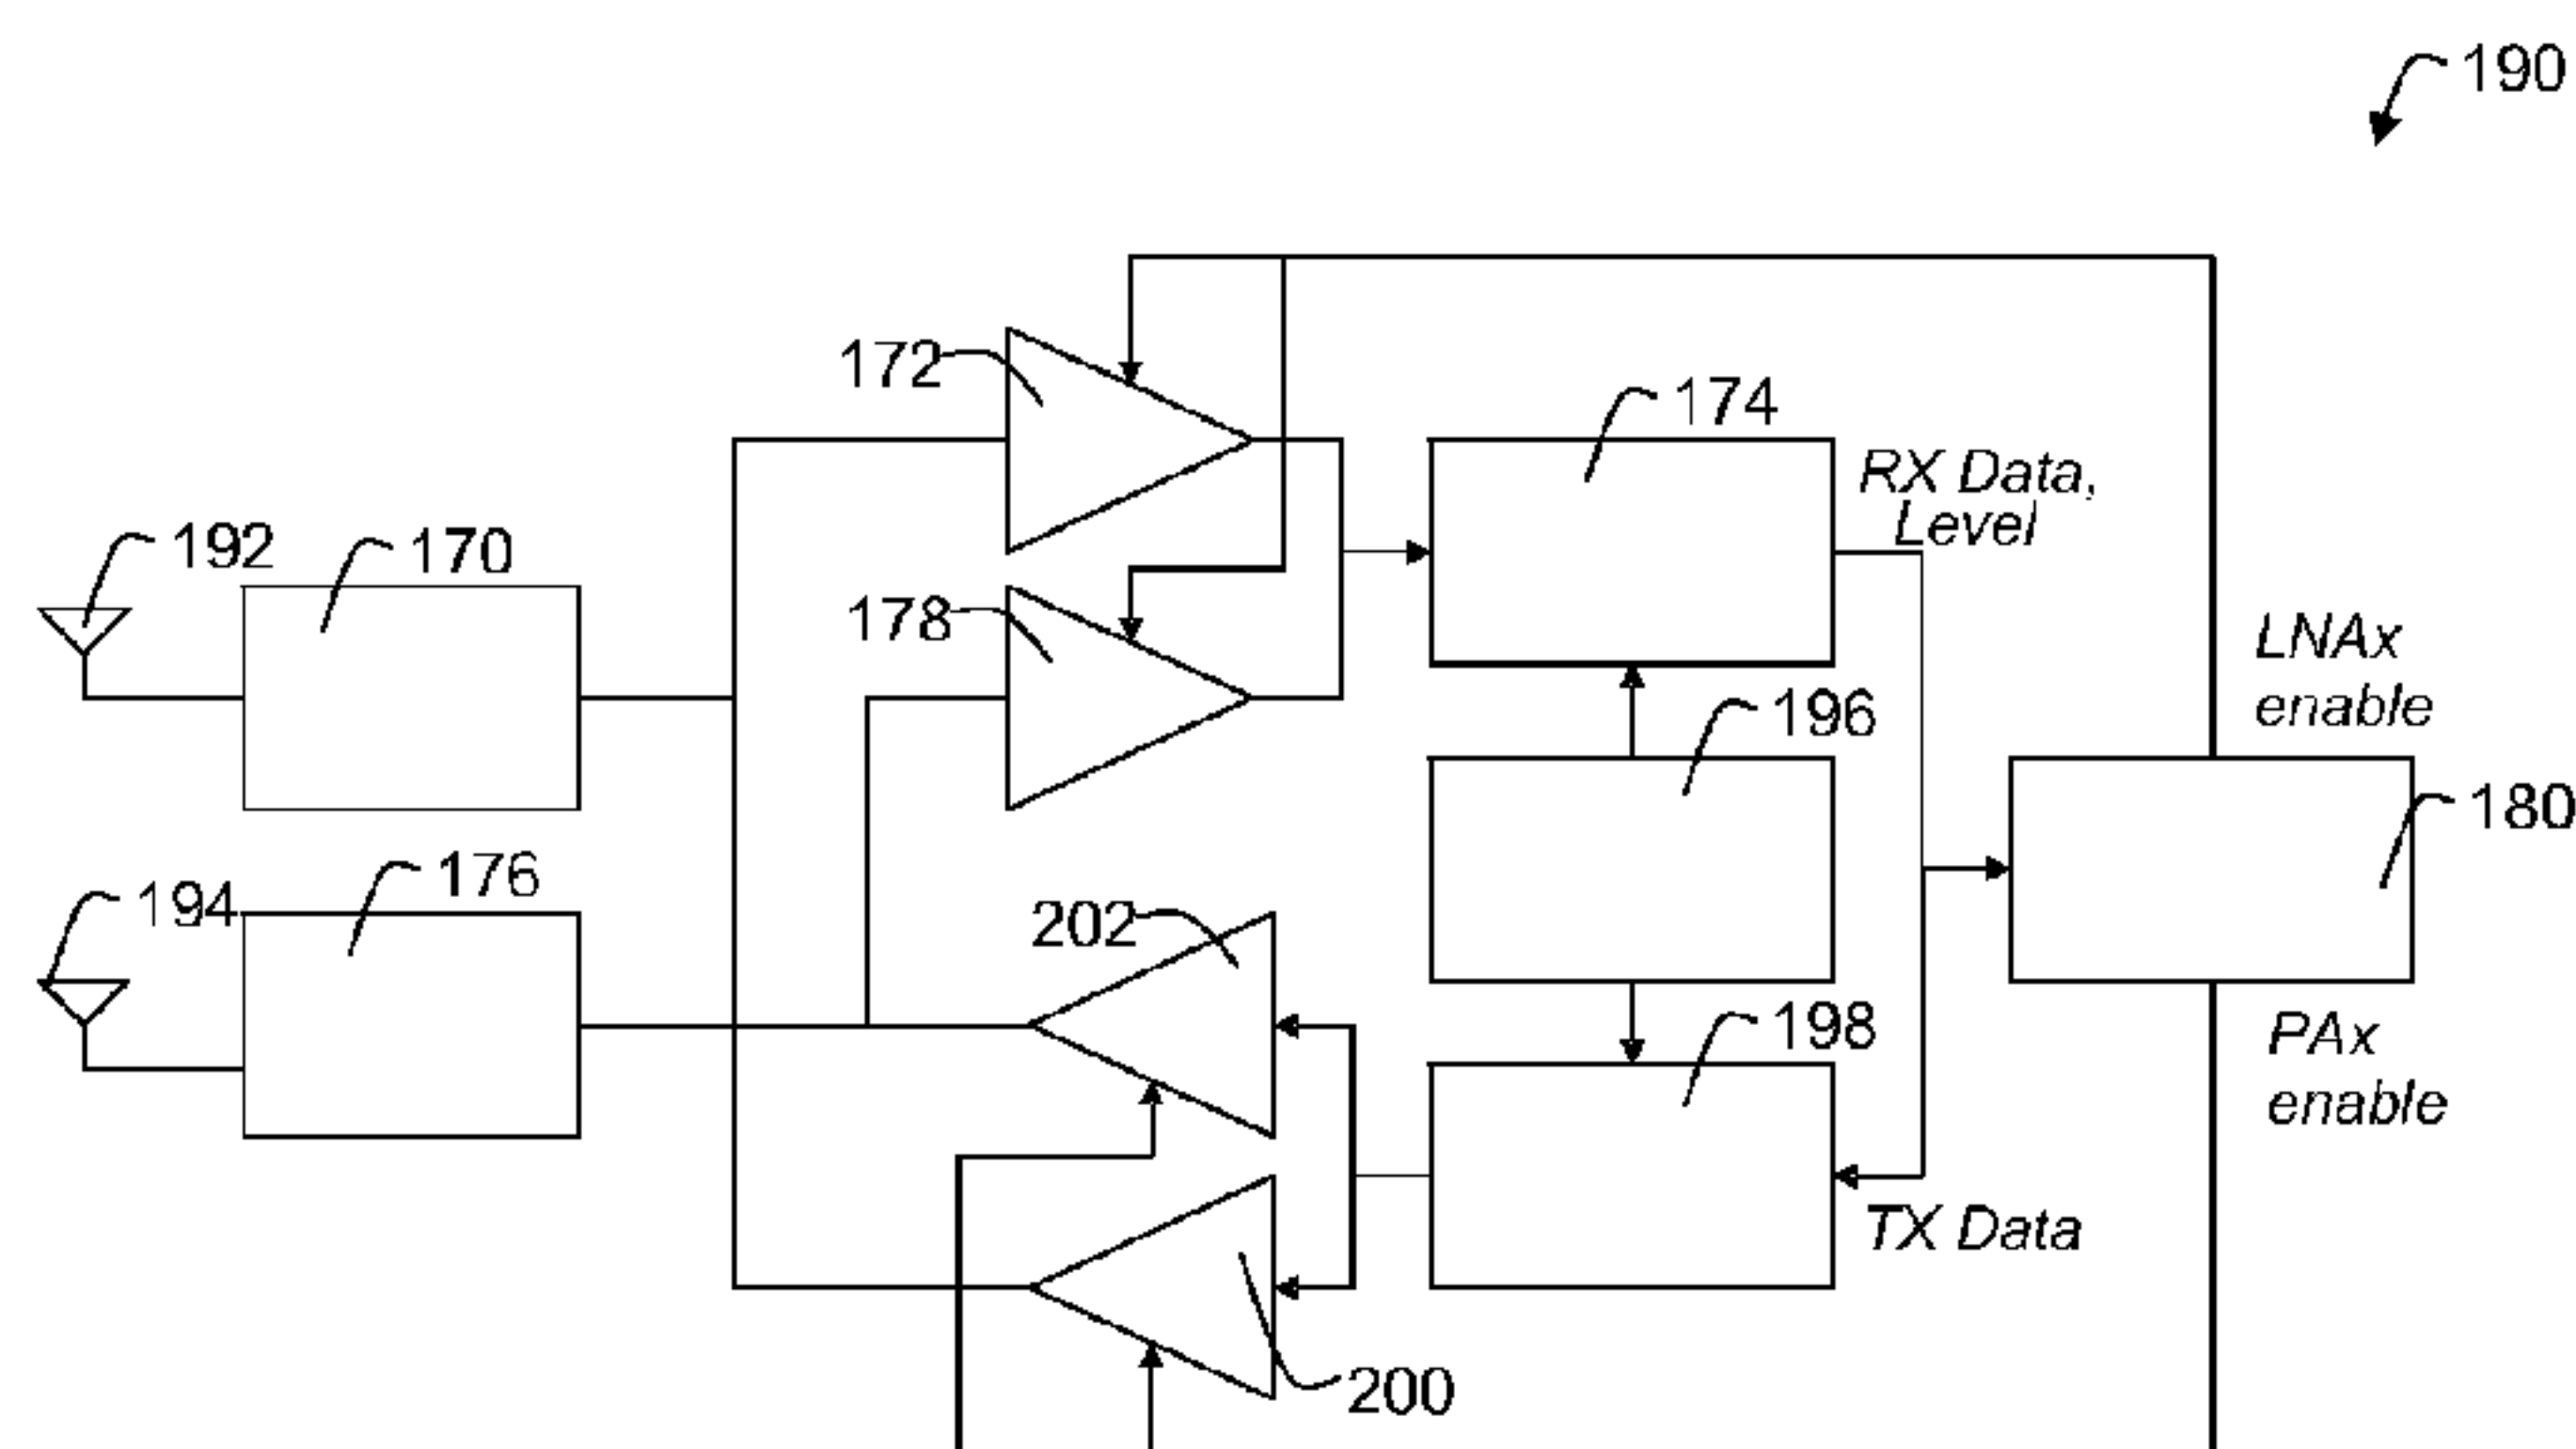 190
172
174
RX Data,
Level
192
170
178
LNAx
enable
196
180
176
194
202
198
PAx
enable
TX Data
200